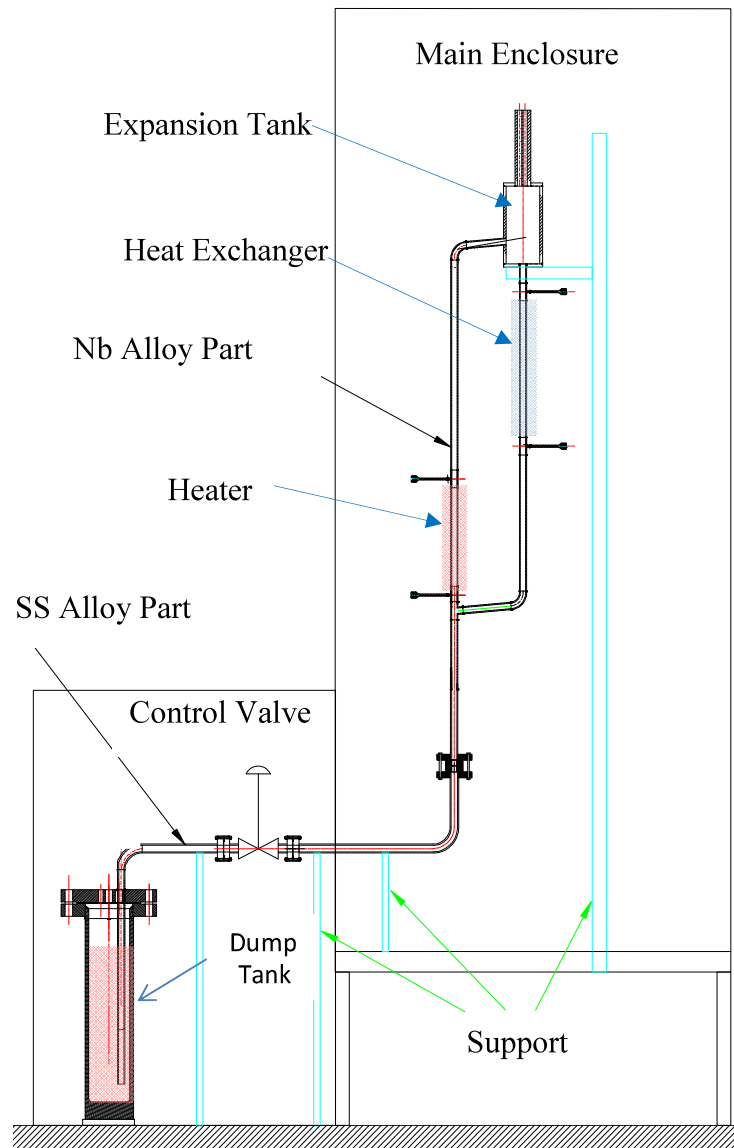 Main Enclosure
Expansion Tank
Heat Exchanger
Nb Alloy Part
Heater
SS Alloy Part
Control Valve
Dump
Tank
Support